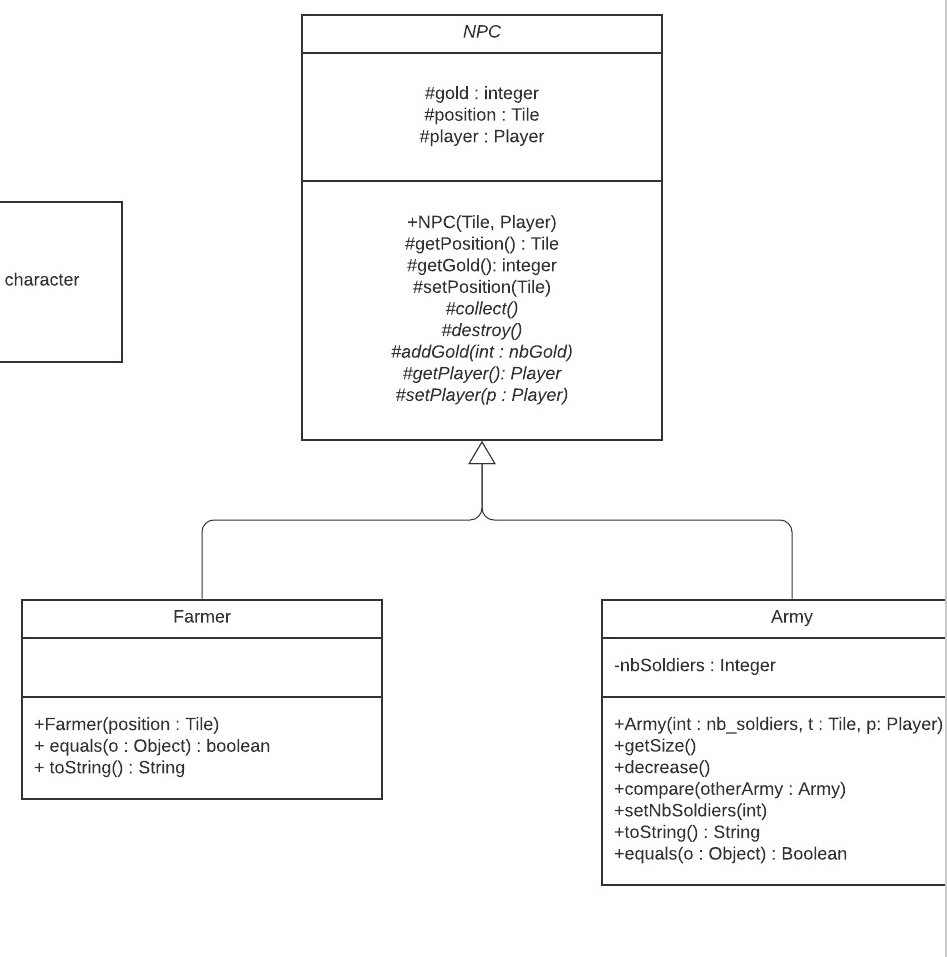 NPC
#gold : integer
#position : Tile
#player : Player
+NPC(Tile, Player)
#getPosition() : Tile
#getGold(): integer
#setPosition(Tile)
#collect()
#destroy()
#addGold(int : nbGold)
#getPlayer(): Player
#setPlayer(p : Player)
character
Farmer
+Farmer(position : Tile)
+ equals(o : Object) : boolean
+ toString() : String
Army
-nbSoldiers : Integer
+Army(int : nb_soldiers, t : Tile, p: Player)
+getSize()
+decrease()
+compare(otherArmy : Army)
+setNbSoldiers(int)
+toString() : String
+equals(o : Object) : Boolean